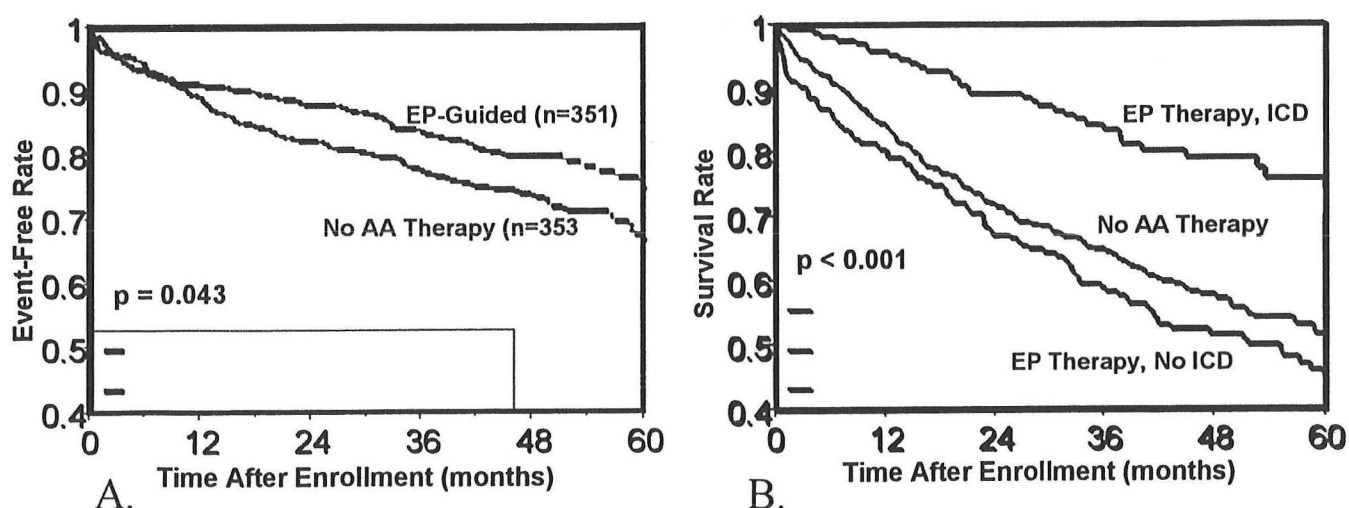 1
0.9
0.8
0.7
0.6
0.5
0.4
Event-Free Rate
EP-Guided (n=351)
No AA Therapy (n=353
p = 0.043
0 12 24 36 48 60
Time After Enrollment (months)
A.
1
0.9
0.8
0.7
0.6
0.5
0.4
Survival Rate
EP Therapy, ICD
No AA Therapy
p < 0.001
EP Therapy, No ICD
0 12 24 36 48 60
Time After Enrollment (months)
B.